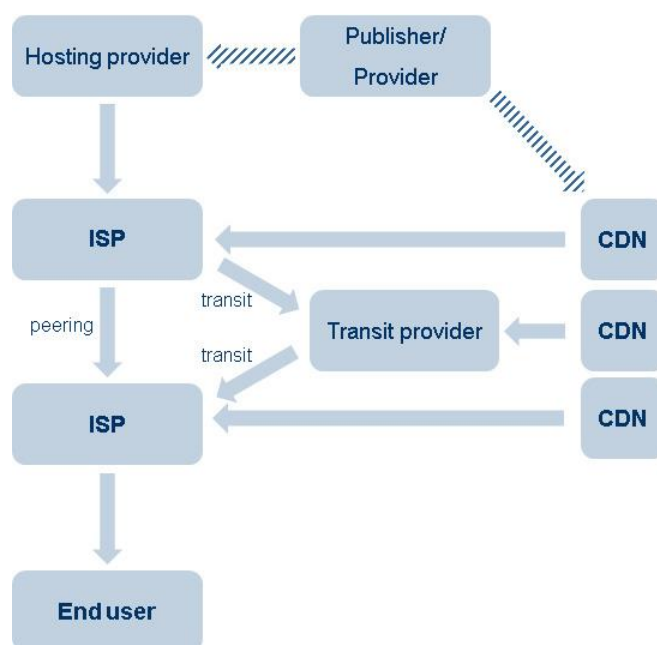 Hosting provider
Publisher/
Provider
ISP
CDN
transit
peering
Transit provider
CDN
transit
ISP
CDN
End user